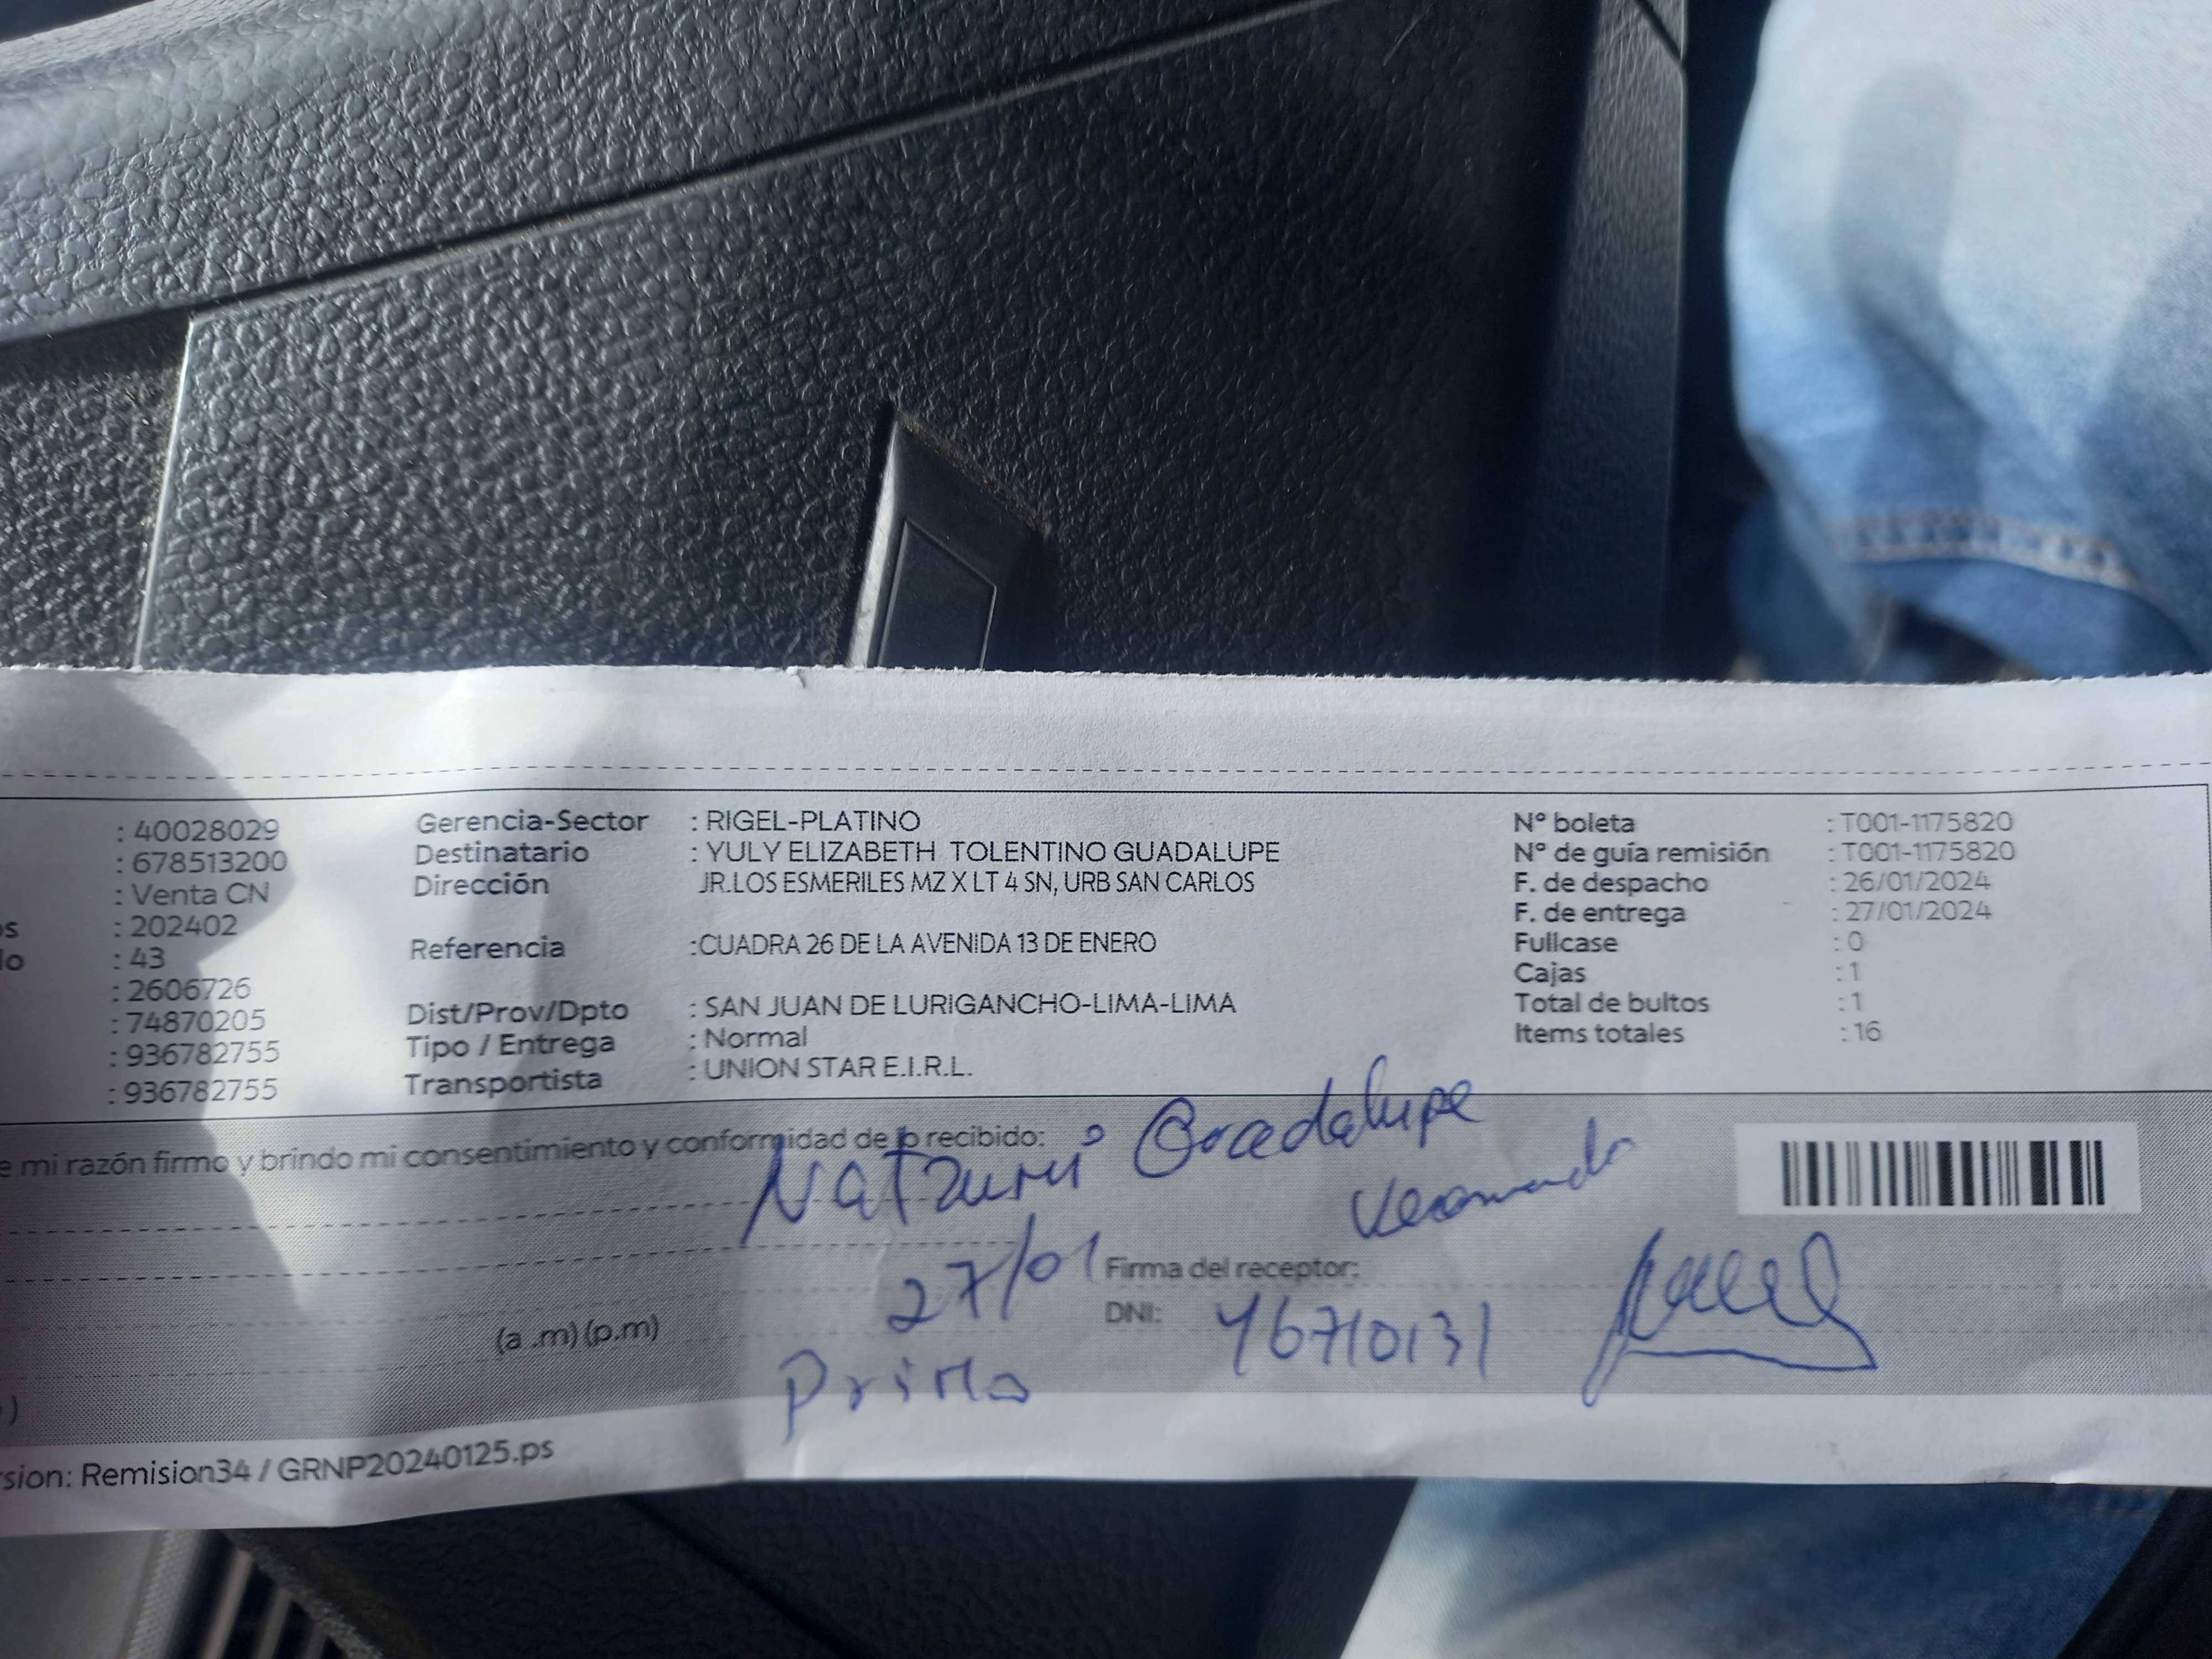 : 40028029 Gerencia-Sector : RIGEL-PLATINO Nº boleta : T001-1175820
: 678513200 Destinatario : YULY ELIZABETH TOLENTINO GUADALUPE Nº de guía remisión : T001-1175820
: Venta CN Dirección JR.LOS ESMERILES MZ X LT 4 SN, URB SAN CARLOS F. de despacho : 26/01/2024
os : 202402 F. de entrega : 27/01/2024
lo : 43 Referencia :CUADRA 26 DE LA AVENIDA 13 DE ENERO Fullcase : 0
: 2606726 Cajas : 1
: 74870205 Dist/Prov/Dpto : SAN JUAN DE LURIGANCHO-LIMA-LIMA Total de bultos : 1
: 936782755 Tipo / Entrega : Normal Items totales : 16
: 936782755 Transportista : UNION STAR E.I.R.L.
e mi razón firmo y brindo mi consentimiento y conformidad de lo recibido:
Guadalupe
27/01 Firma del receptor:
(a .m) (p.m) DNI: 46710131
)
rsion: Remision34 / GRNP20240125.ps